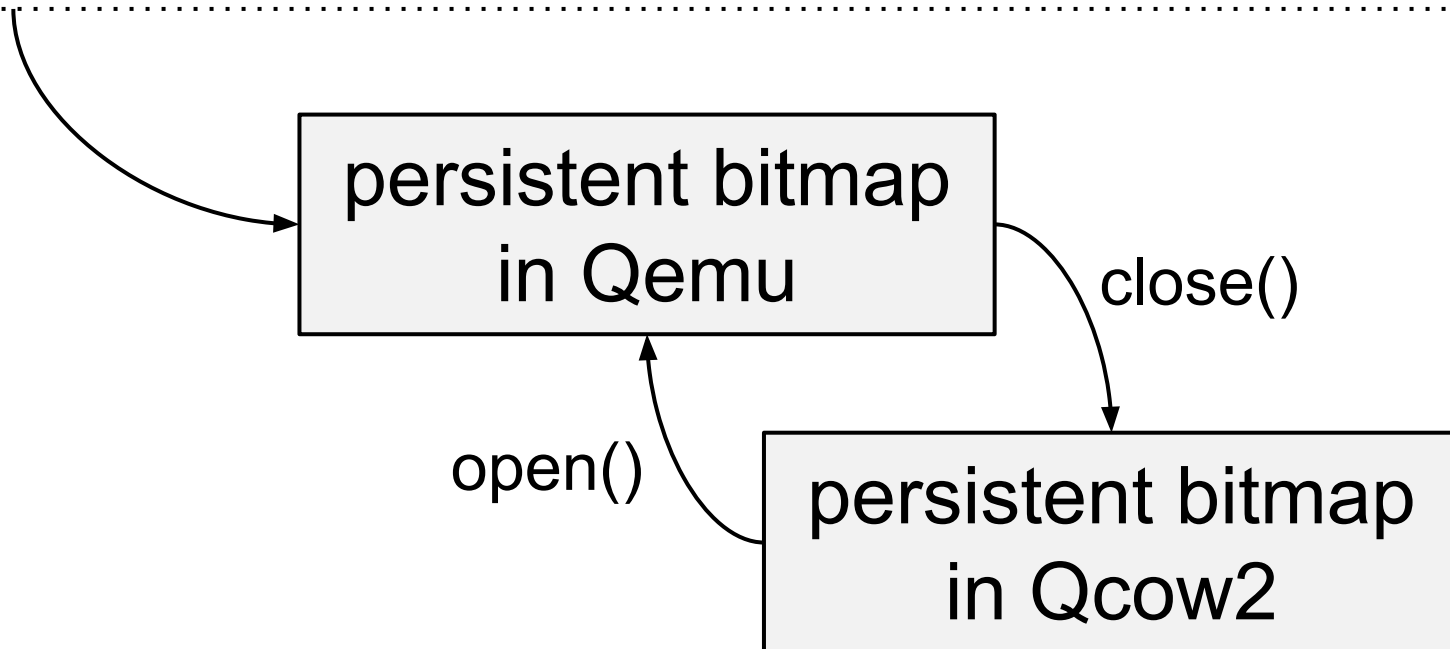 persistent bitmap
in Qemu
close()
open()
persistent bitmap
in Qcow2